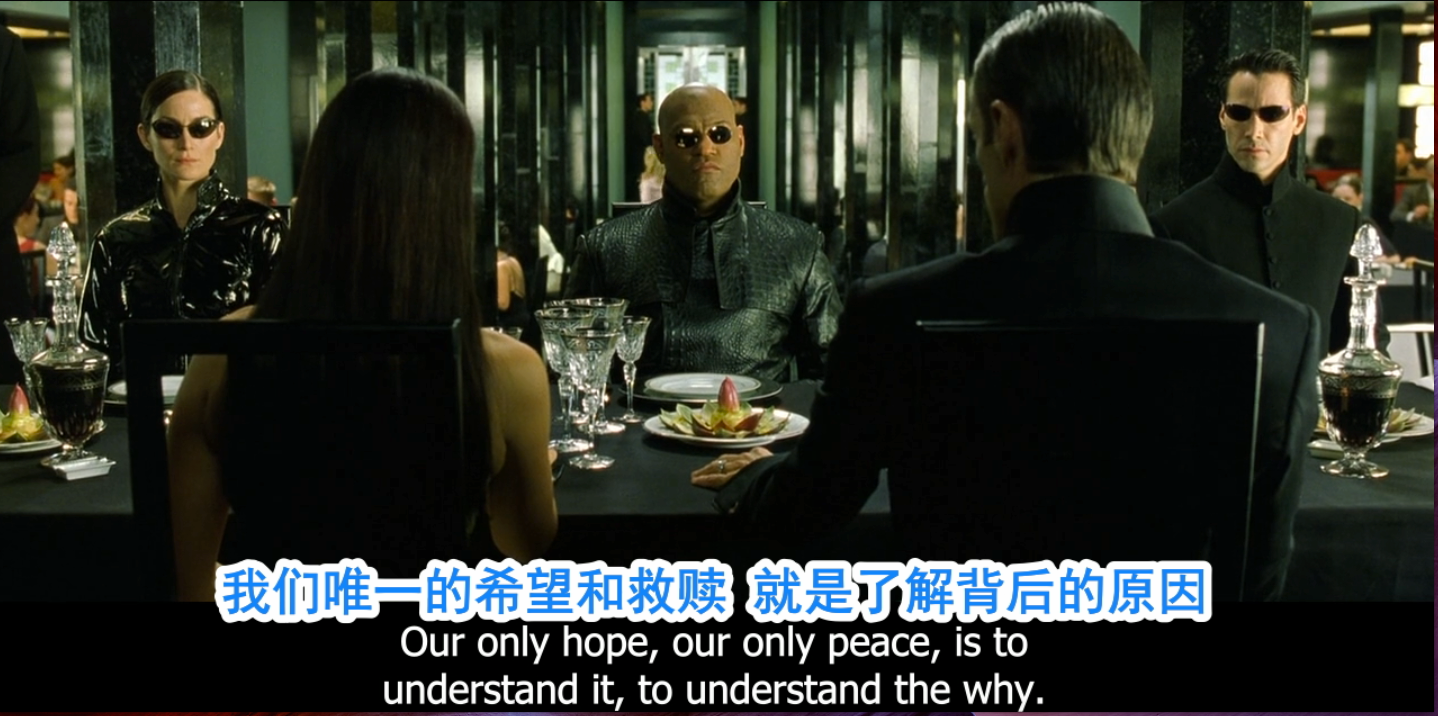 我们唯一的希望和救赎 就是了解背后的原因
Our only hope, our only peace, is to
understand it, to understand the why.